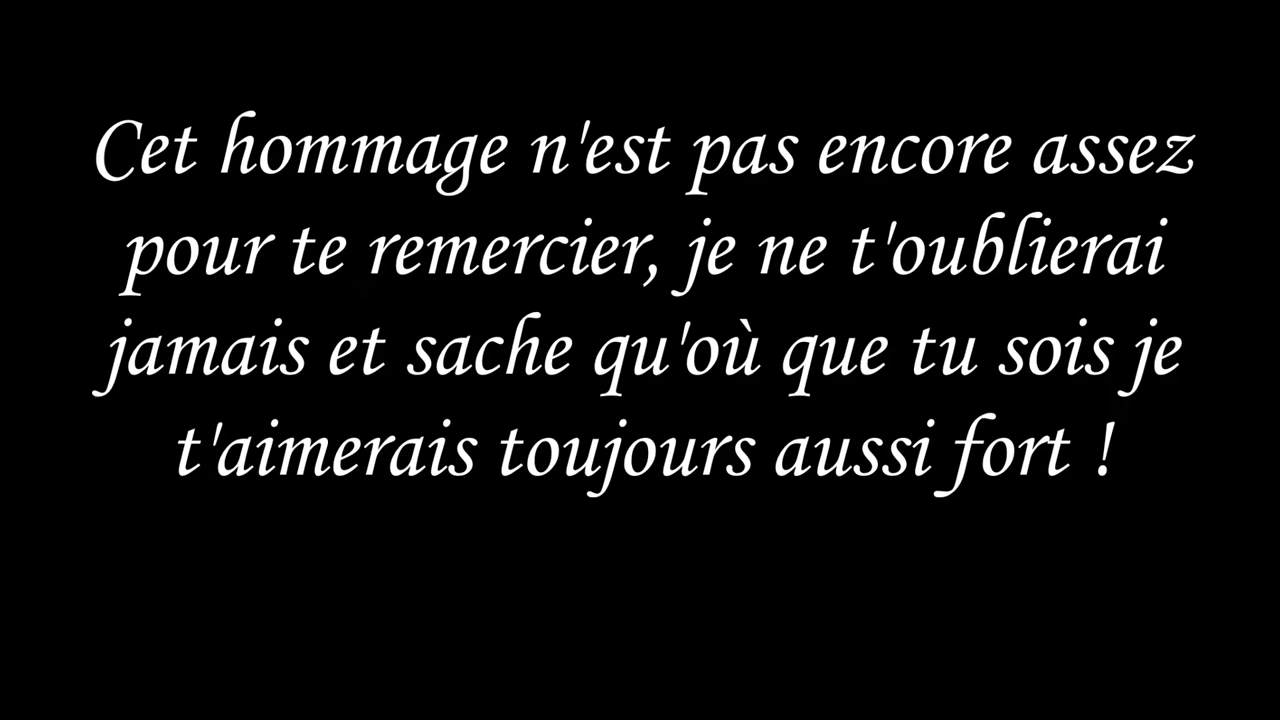 Cet hommage n'est pas encore assez
pour te remercier, je ne t'oublierai
jamais et sache qu'où que tu sois je
t'aimerais toujours aussi fort !